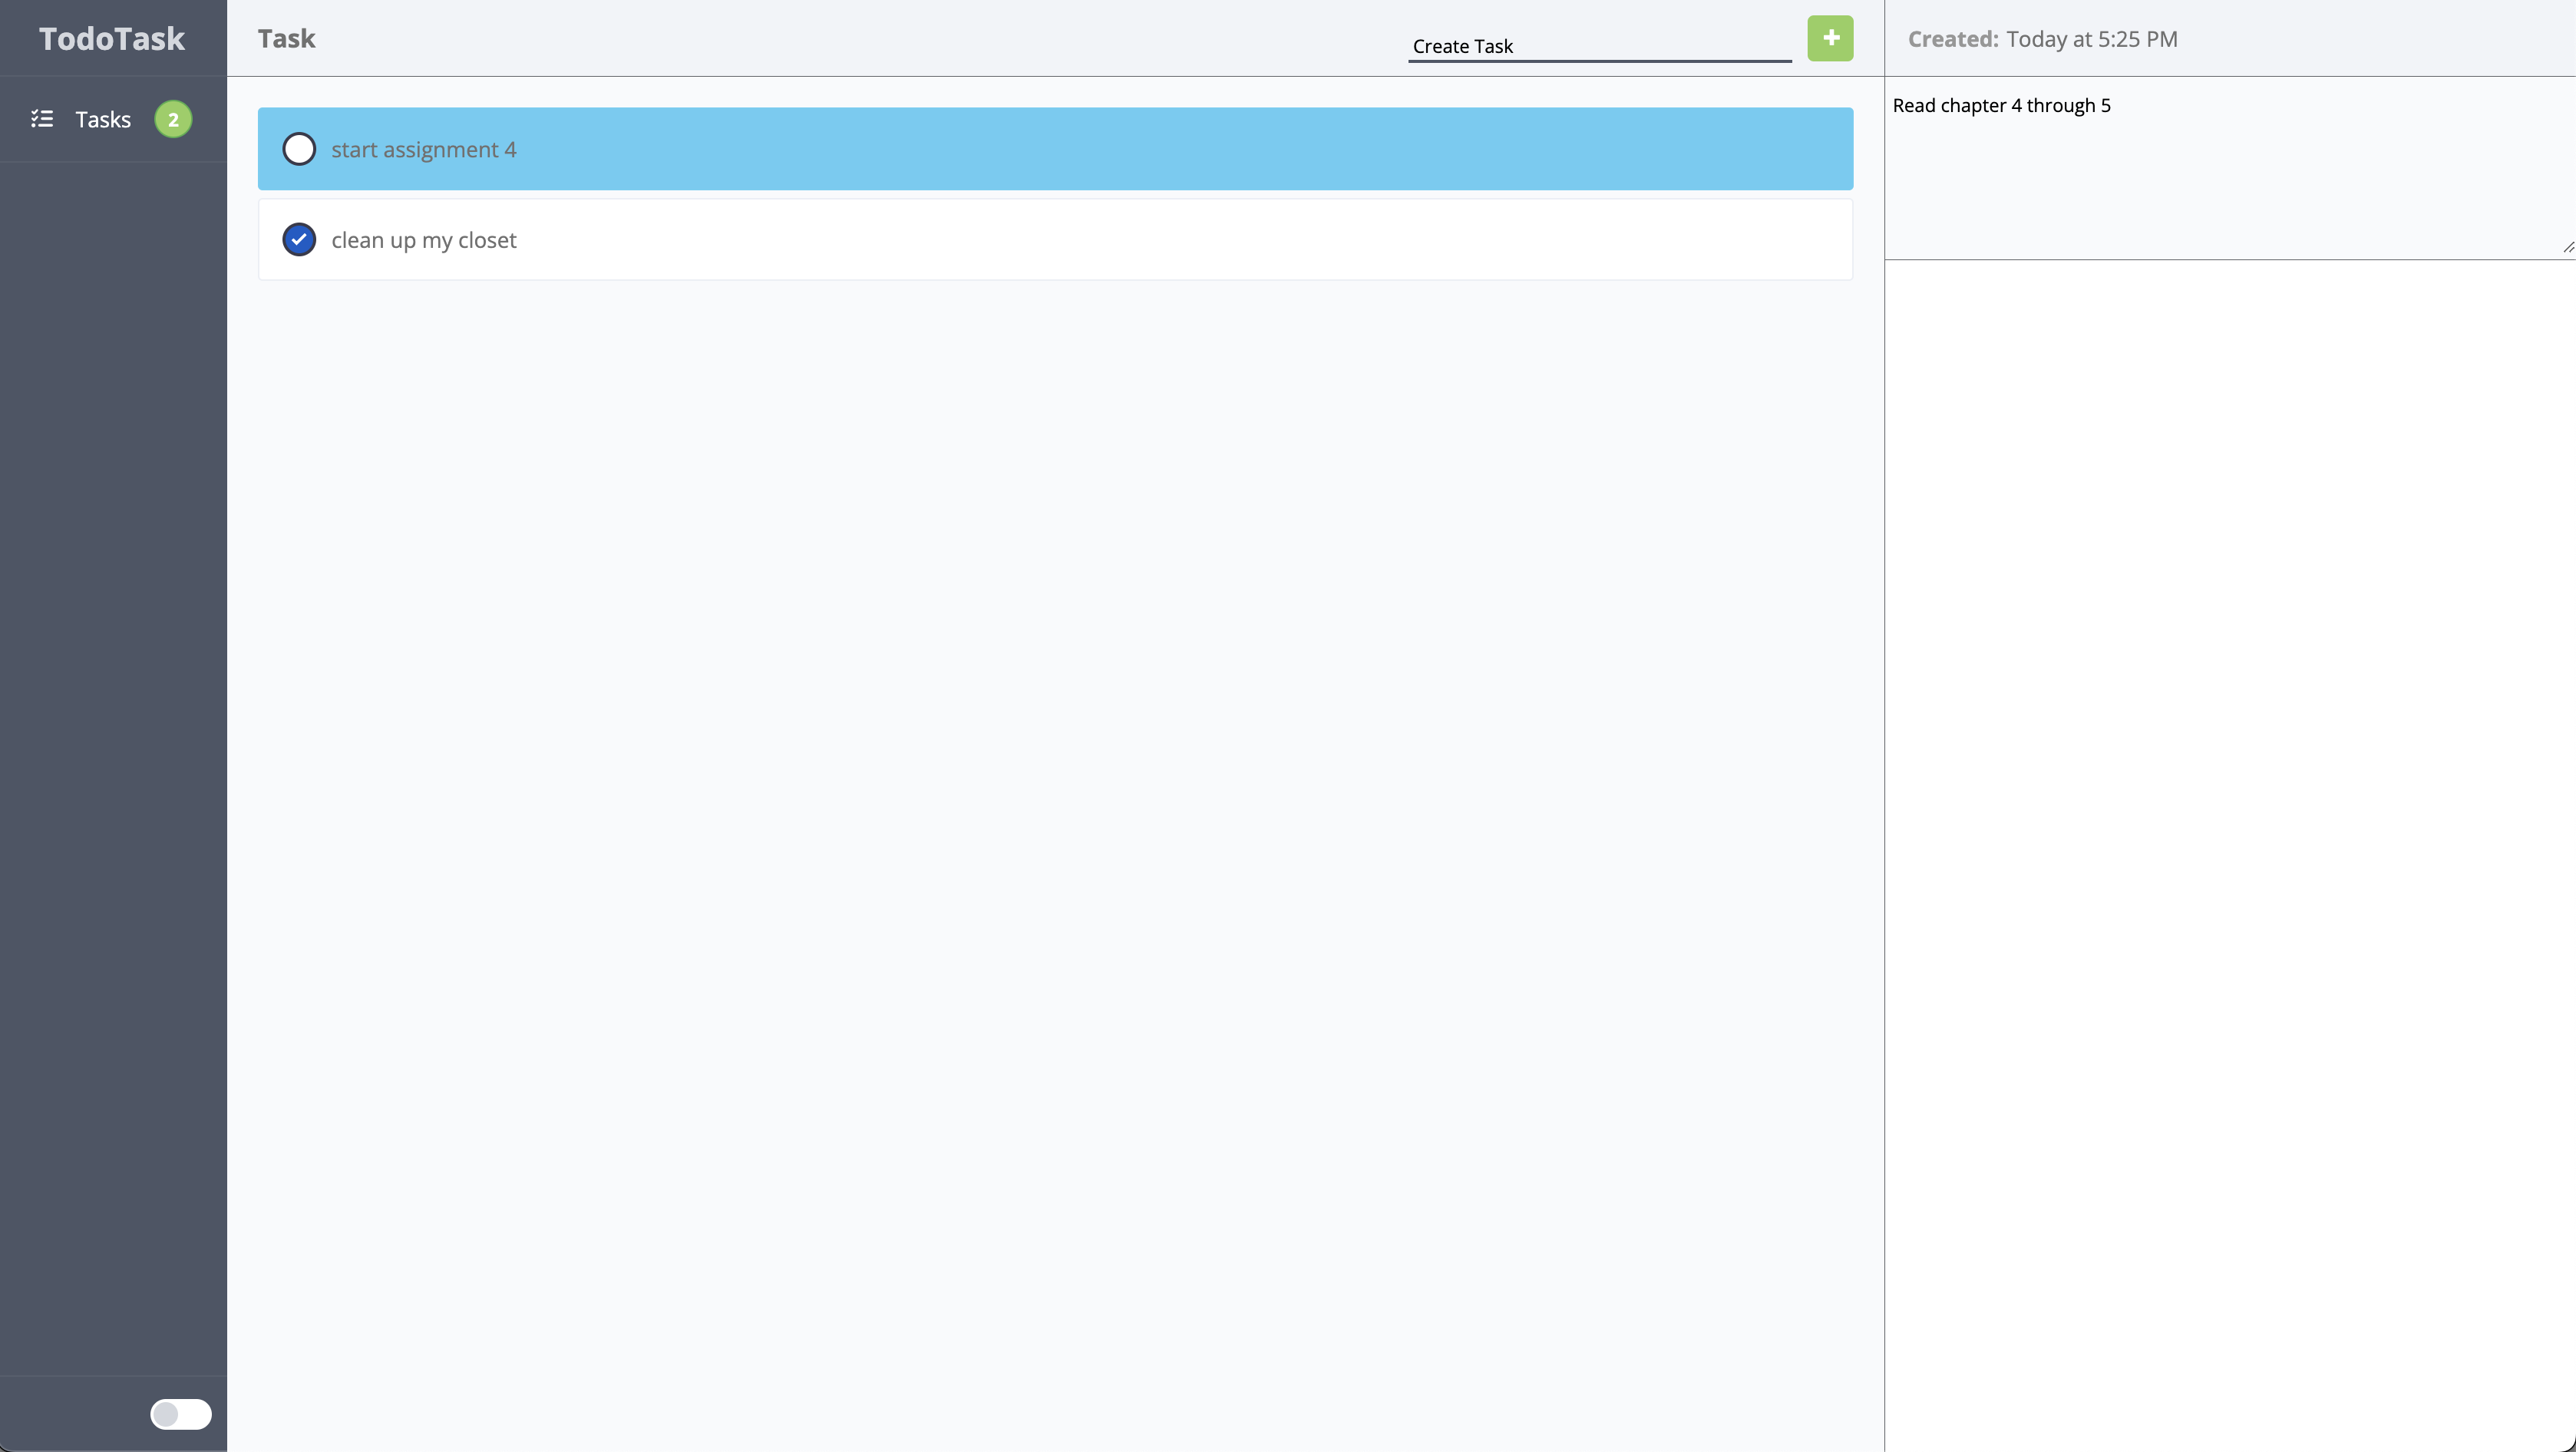 TodoTask
Tasks 2
Task
Create Task
start assignment 4
clean up my closet
Created: Today at 5:25 PM
Read chapter 4 through 5